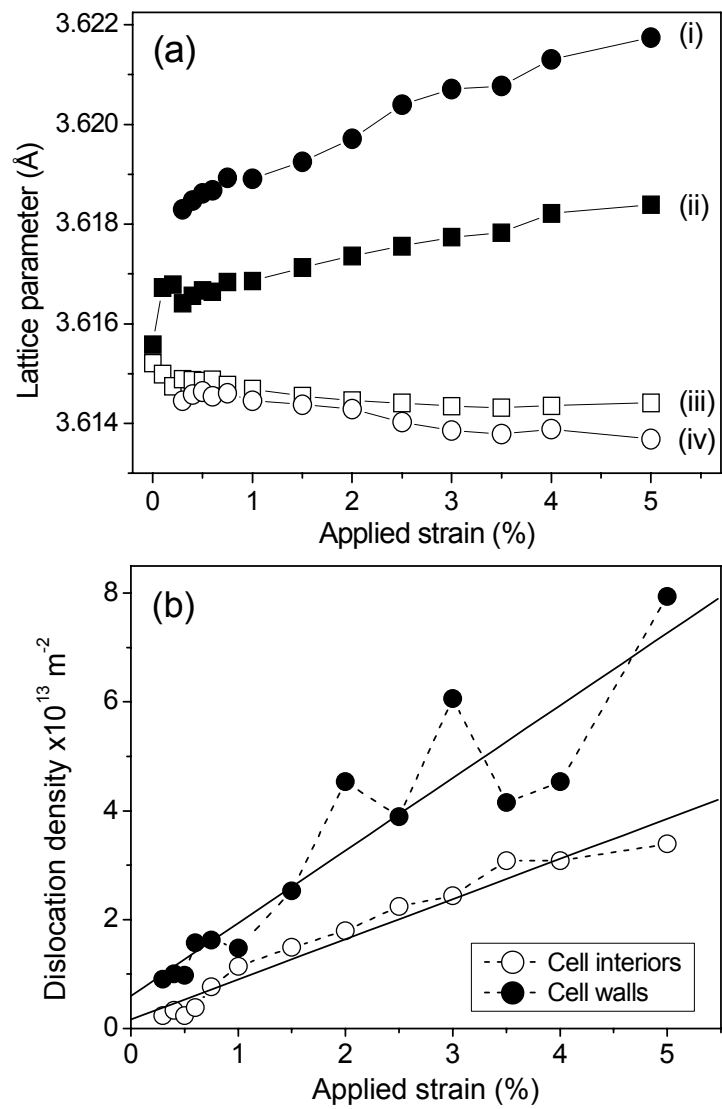 3.622
(a)
(i)
3.620
3.618
(ii)
3.616
3.614
(iii)
(iv)
Lattice parameter (Å)
0 1 2 3 4 5
Applied strain (%)
8
(b)
6
4
2
0
Dislocation density x10¹³ m⁻²
Cell interiors
Cell walls
0 1 2 3 4 5
Applied strain (%)